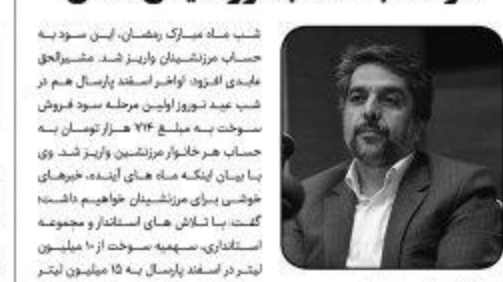 شب ماه مبارک رمضان، این سود به
حساب مرزنشینان واریز شد. مشیرالحق
عابدی افزود: اواخر اسفند پارسال هم در
شب عید نوروز اولین مرحله سود فروش
سوخت به مبلغ ۷۱۴ هزار تومان به
حساب هر خانوار مرزنشین واریز شد. وی
با بیان اینکه ماه های آینده، خبرهای
خوشی برای مرزنشینان خواهیم داشت؛
گفت: با تلاش های استاندار و مجموعه
استانداری، سهمیه سوخت از ۱۰ میلیون
لیتر در اسفند پارسال به ۱۵ میلیون لیتر